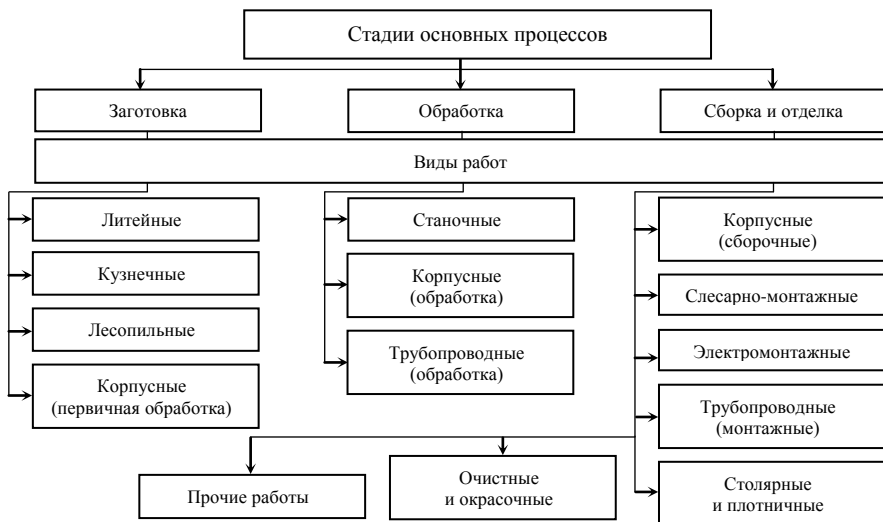 Стадии основных процессов
Заготовка
Обработка
Сборка и отделка
Виды работ
Литейные
Кузнечные
Лесопильные
Корпусные
(первичная обработка)
Станочные
Корпусные
(обработка)
Трубопроводные
(обработка)
Корпусные
(сборочные)
Слесарно-монтажные
Электромонтажные
Трубопроводные
(монтажные)
Столярные
и плотничные
Очистные
и окрасочные
Прочие работы